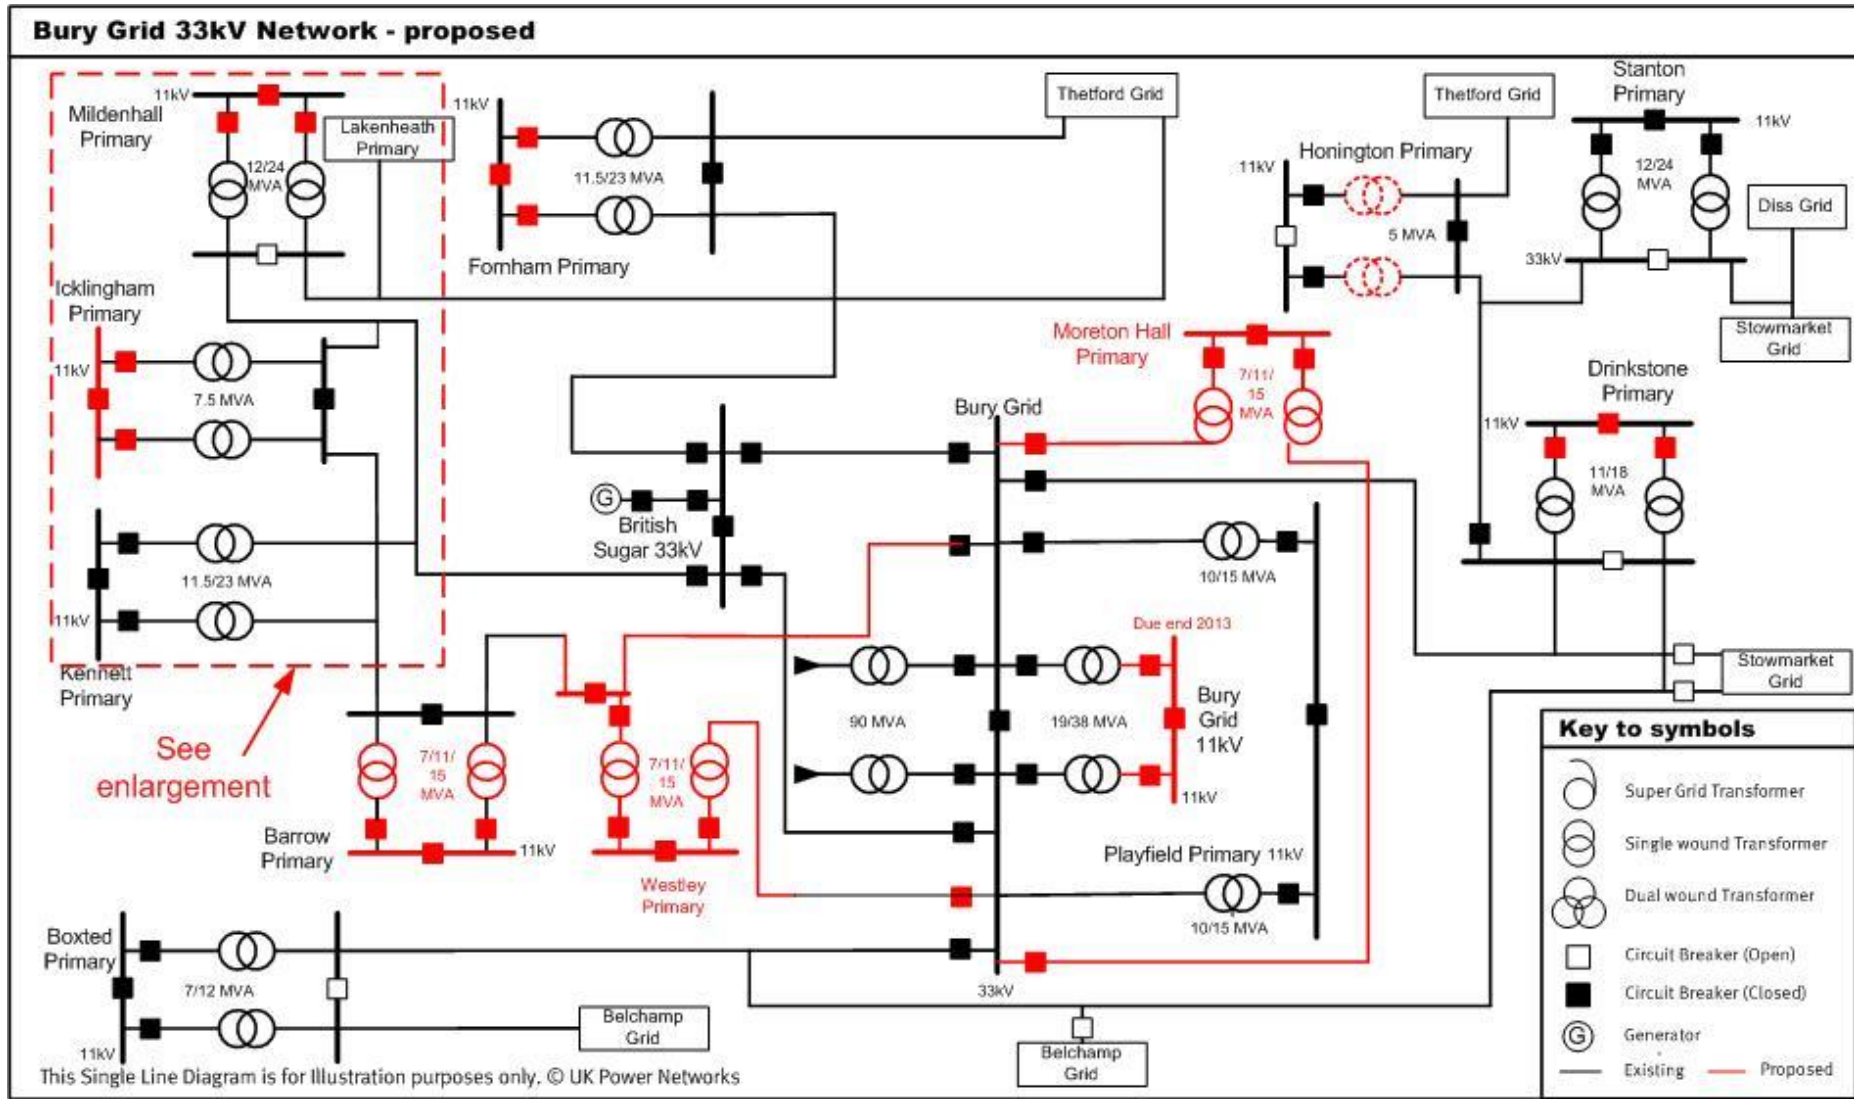 Bury Grid 33kV Network - proposed
11kV
Mildenhall
Primary
Lakenheath
Primary
12/24
MVA
11kV
11.5/23 MVA
Fornham Primary
Thetford Grid
Thetford Grid
Honington Primary
11kV
5 MVA
Stanton
Primary
11kV
12/24
MVA
33kV
Diss Grid
Stowmarket
Grid
Icklingham
Primary
11kV
7.5 MVA
Moreton Hall
Primary
7/11/
15
MVA
Drinkstone
Primary
11kV
11/18
MVA
Bury Grid
G
British
Sugar 33kV
11.5/23 MVA
11kV
Kennett
Primary
See
enlargement
10/15 MVA
Due end 2013
90 MVA
19/38 MVA
Bury
Grid
11kV
11kV
Stowmarket
Grid
7/11/
15
MVA
Barrow
Primary
11kV
7/11/
15
MVA
Westley
Primary
Playfield Primary
11kV
10/15 MVA
33kV
Boxted
Primary
7/12 MVA
11kV
Belchamp
Grid
Belchamp
Grid
Key to symbols
Super Grid Transformer
Single wound Transformer
Dual wound Transformer
Circuit Breaker (Open)
Circuit Breaker (Closed)
G
Generator
Existing
Proposed
This Single Line Diagram is for Illustration purposes only. © UK Power Networks